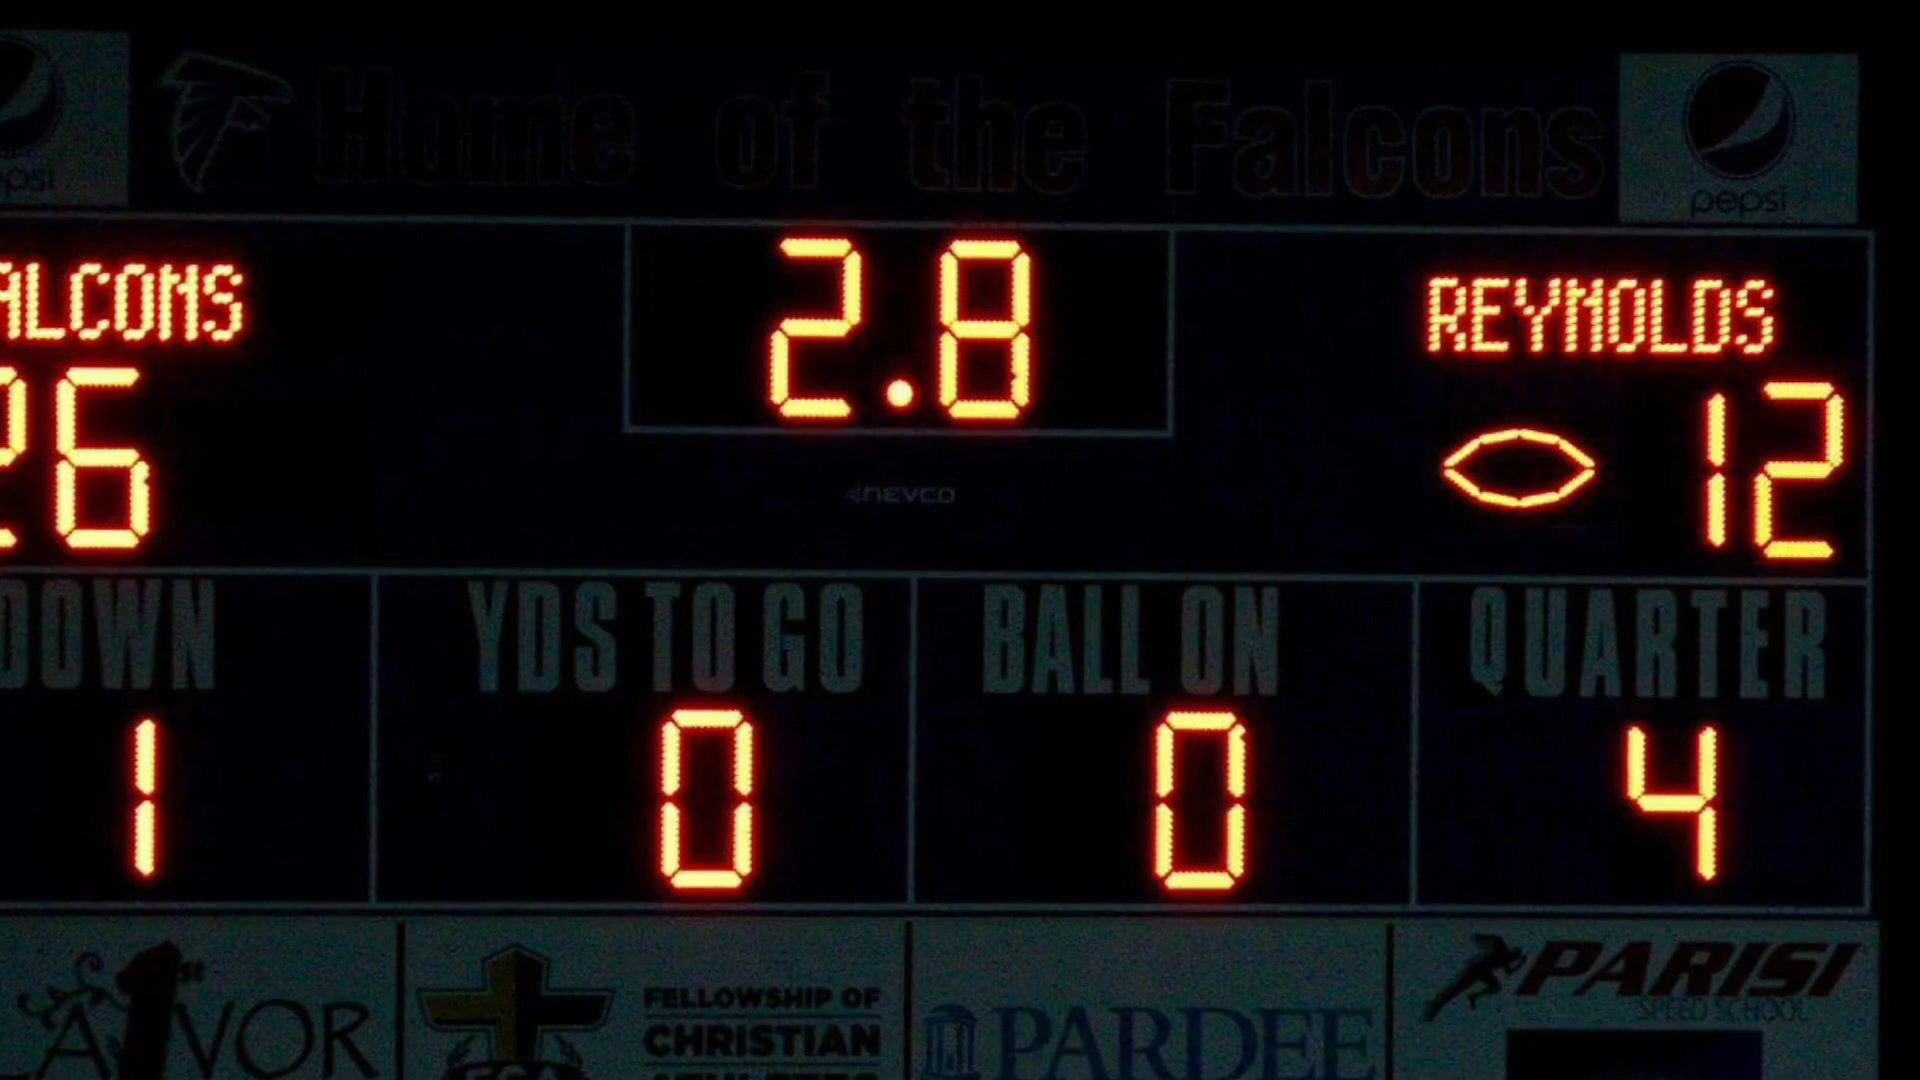 Home of the Falcons
pepsi
ALCONS
2.8
REYNOLDS
26
12
NEVCO
DOWN
YDS TO GO
BALL ON
QUARTER
1
0
0
4
FELLOWSHIP OF
CHRISTIAN
PARDEE
PARISI
SPEED SCHOOL